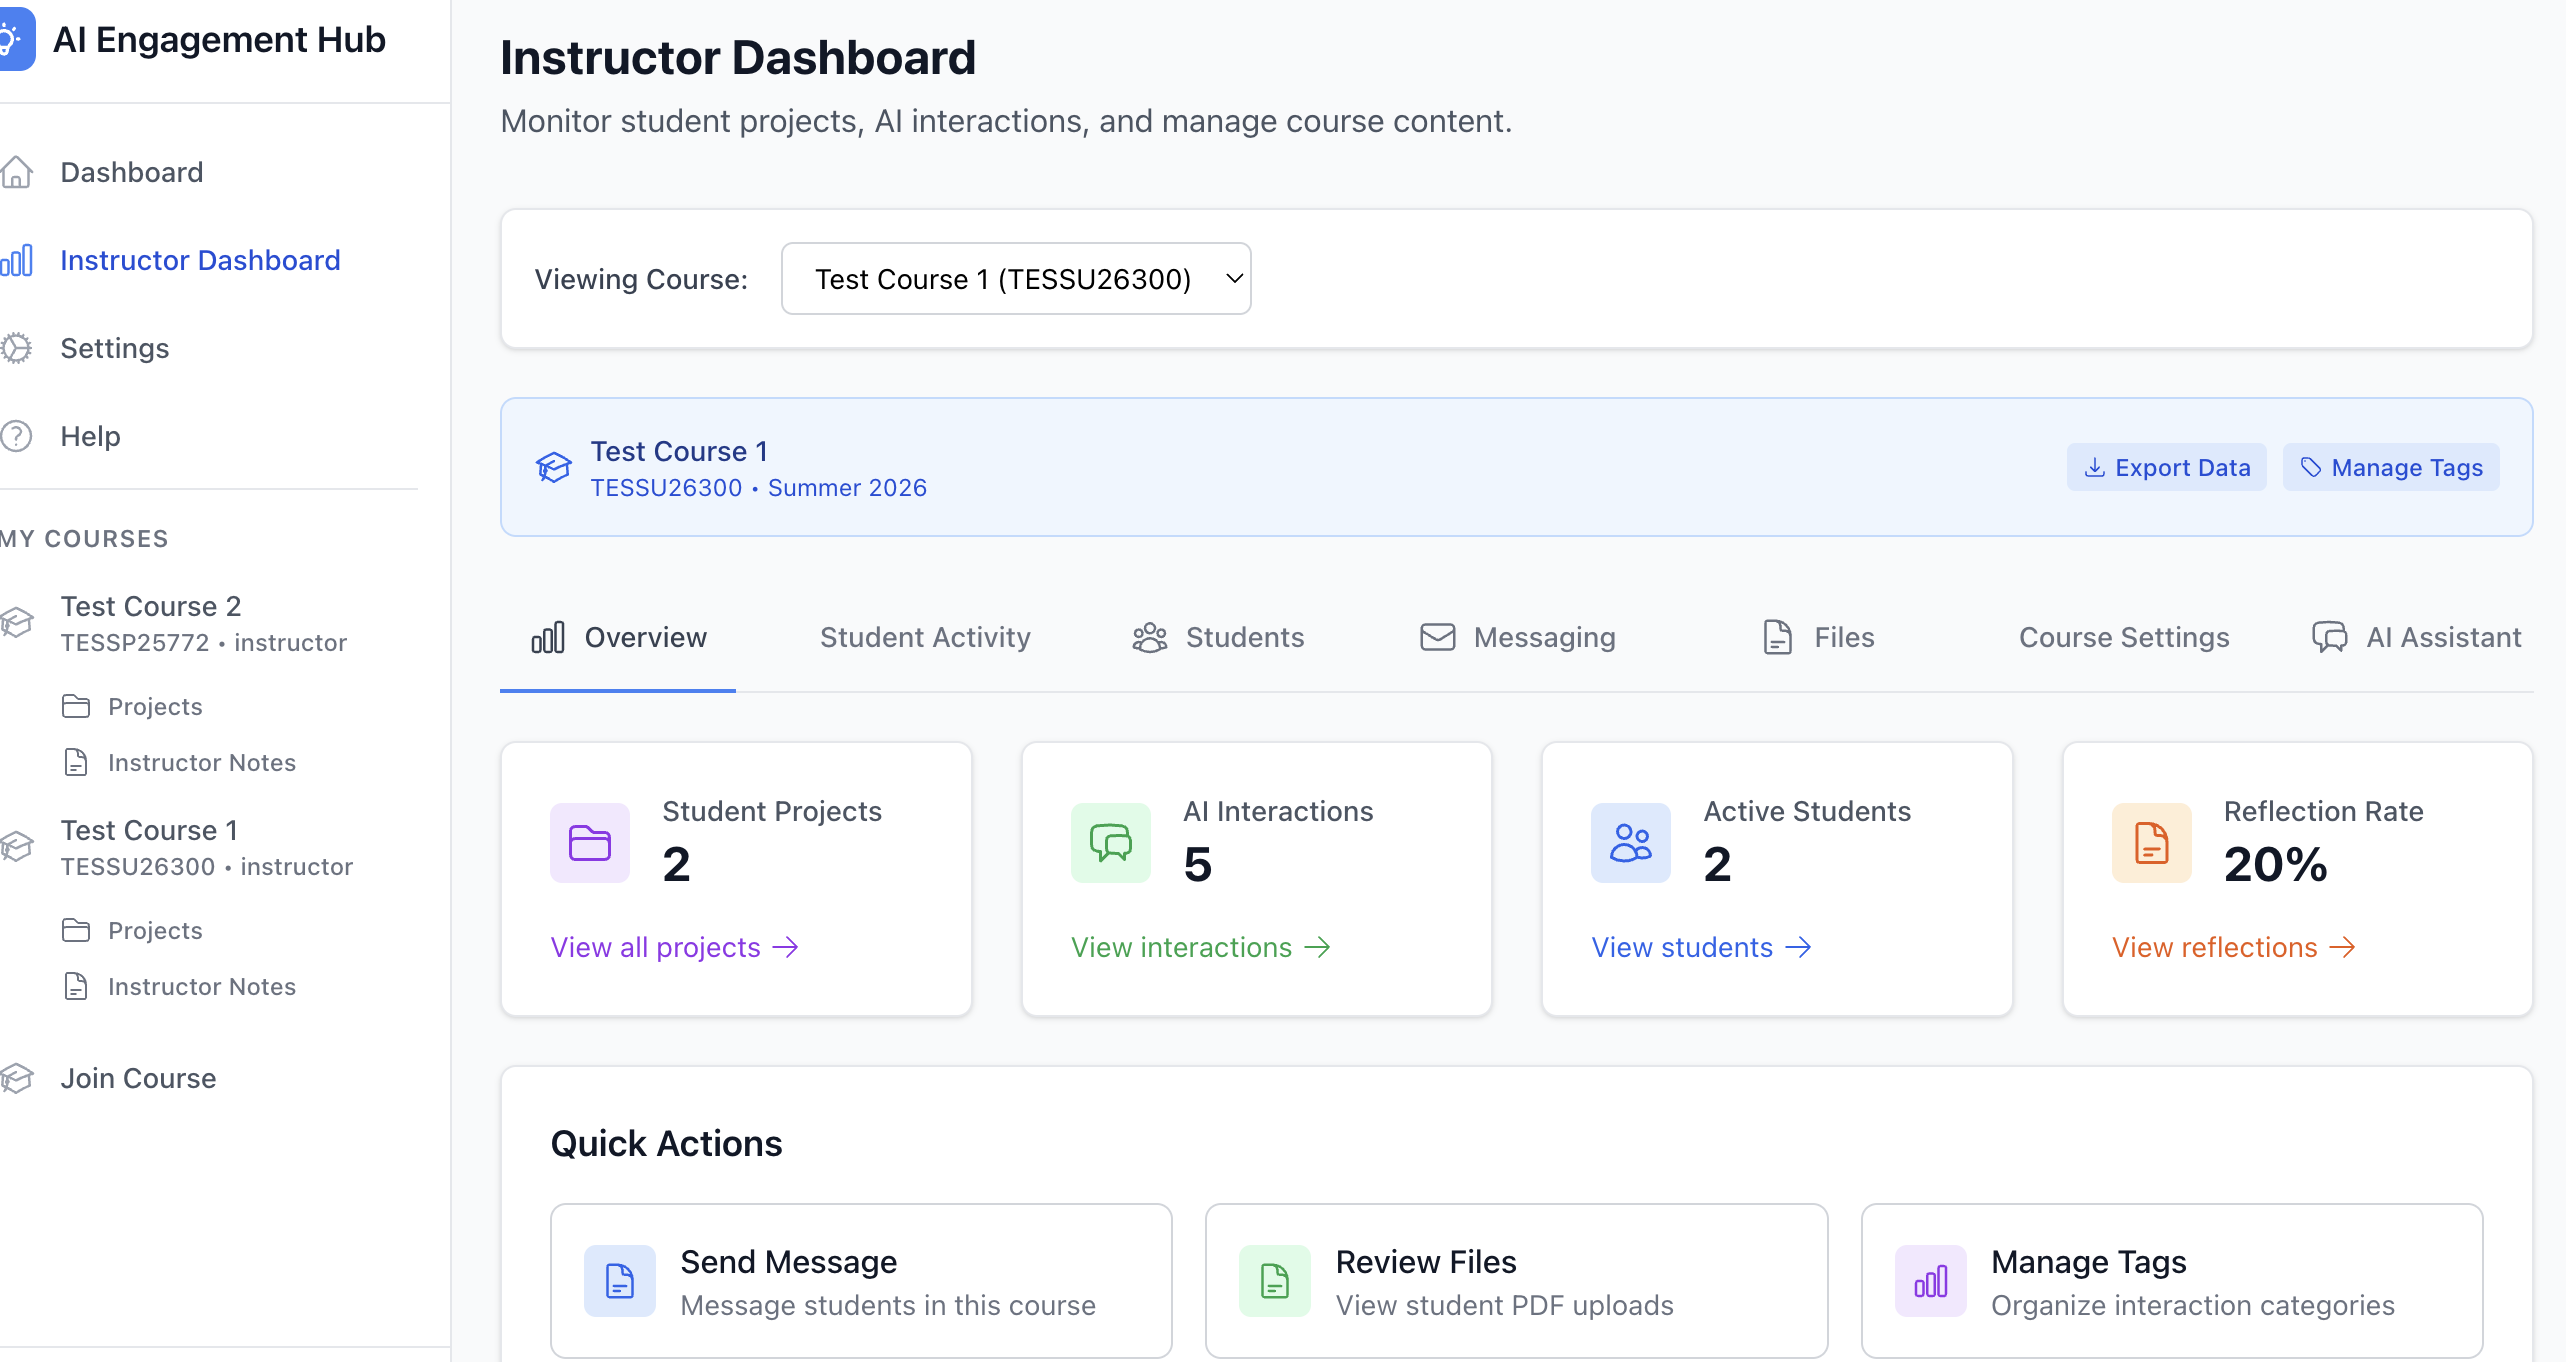 AI Engagement Hub
Dashboard
Instructor Dashboard
Settings
Help
MY COURSES
Test Course 2
TESSP25772 • instructor
Projects
Instructor Notes
Test Course 1
TESSU26300 • instructor
Projects
Instructor Notes
Join Course
Instructor Dashboard
Monitor student projects, AI interactions, and manage course content.
Viewing Course: Test Course 1 (TESSU26300)
Test Course 1
TESSU26300 • Summer 2026
Export Data Manage Tags
Overview Student Activity Students Messaging Files Course Settings AI Assistant
Student Projects
2
View all projects →
AI Interactions
5
View interactions →
Active Students
2
View students →
Reflection Rate
20%
View reflections →
Quick Actions
Send Message
Message students in this course
Review Files
View student PDF uploads
Manage Tags
Organize interaction categories